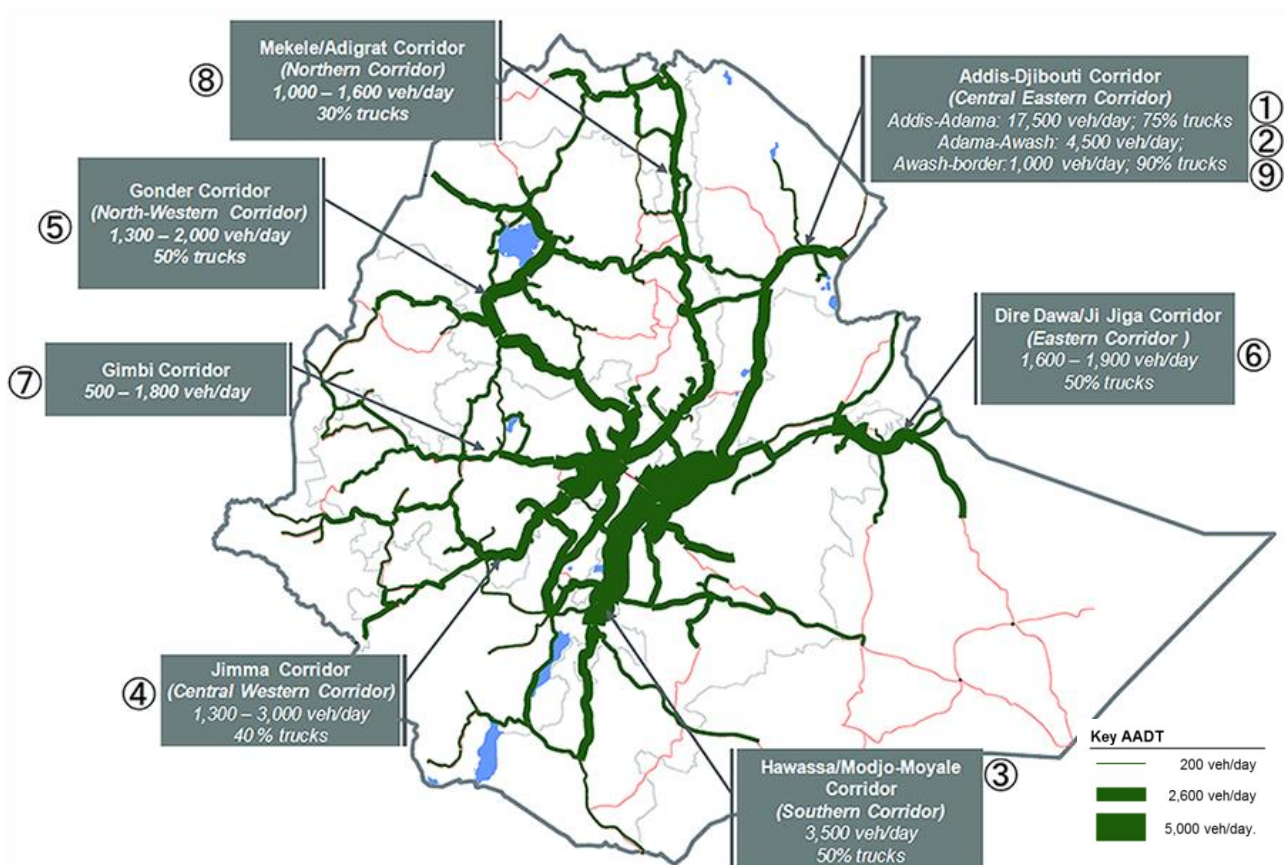 Mekele/Adigrat Corridor
(Northern Corridor)
1,000 – 1,600 veh/day
30% trucks
⑧
Addis-Djibouti Corridor
(Central Eastern Corridor)
Addis-Adama: 17,500 veh/day; 75% trucks
Adama-Awash: 4,500 veh/day;
Awash-border:1,000 veh/day; 90% trucks
①
②
⑨
Gonder Corridor
(North-Western Corridor)
1,300 – 2,000 veh/day
50% trucks
⑤
Dire Dawa/Ji Jiga Corridor
(Eastern Corridor )
1,600 – 1,900 veh/day
50% trucks
⑥
Gimbi Corridor
500 – 1,800 veh/day
⑦
Jimma Corridor
(Central Western Corridor)
1,300 – 3,000 veh/day
40 % trucks
④
Hawassa/Modjo-Moyale
Corridor
(Southern Corridor)
3,500 veh/day
50% trucks
③
Key AADT
200 veh/day
2,600 veh/day
5,000 veh/day.